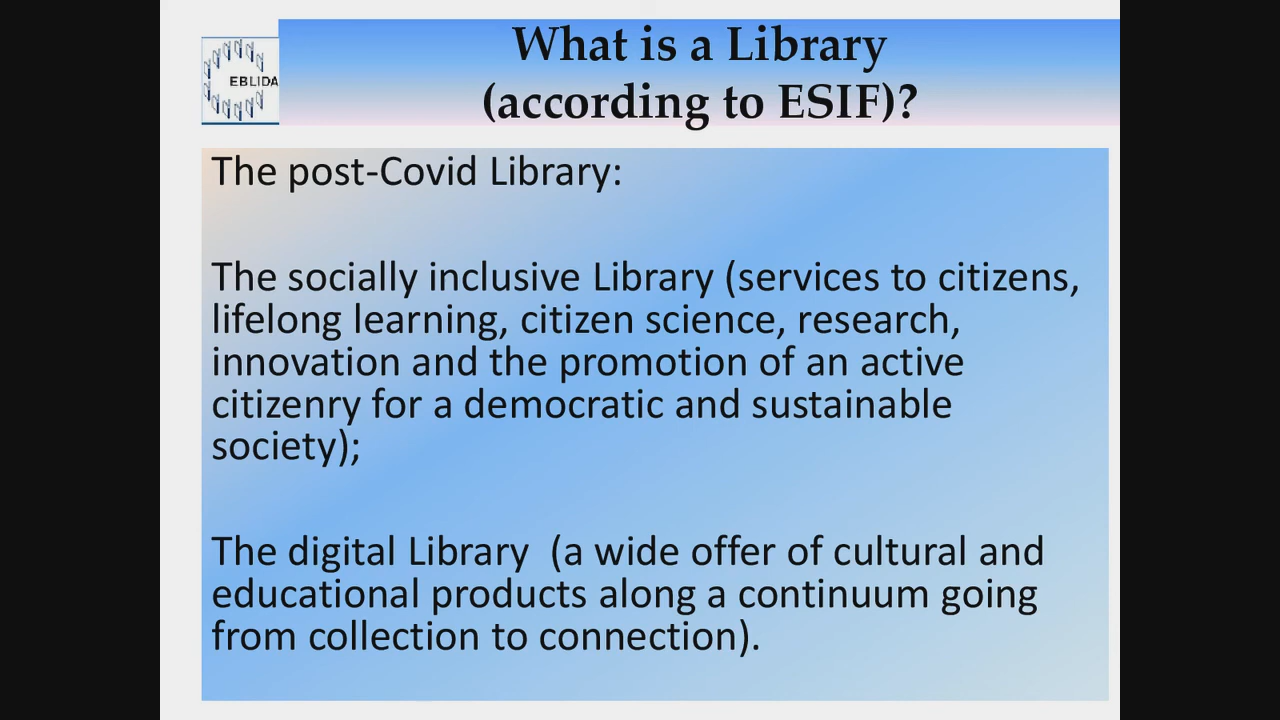 EBLIDA
What is a Library
(according to ESIF)?
The post-Covid Library:
The socially inclusive Library (services to citizens,
lifelong learning, citizen science, research,
innovation and the promotion of an active
citizenry for a democratic and sustainable
society);
The digital Library  (a wide offer of cultural and
educational products along a continuum going
from collection to connection).